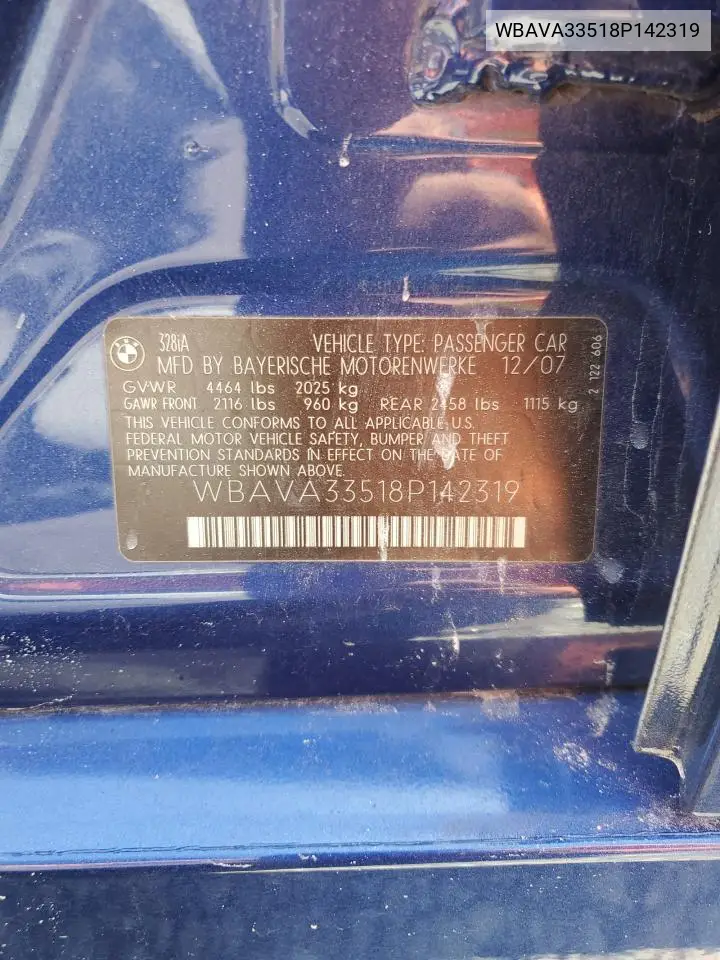 WBAVA33518P142319
328iA VEHICLE TYPE: PASSENGER CAR
MFD BY BAYERISCHE MOTORENWERKE 12/07
GVWR 4464 lbs 2025 kg
GAWR FRONT 2116 lbs 960 kg REAR 2458 lbs 1115 kg
THIS VEHICLE CONFORMS TO ALL APPLICABLE U.S.
FEDERAL MOTOR VEHICLE SAFETY, BUMPER AND THEFT
PREVENTION STANDARDS IN EFFECT ON THE DATE OF
MANUFACTURE SHOWN ABOVE.
WBAVA33518P142319
2 122 606